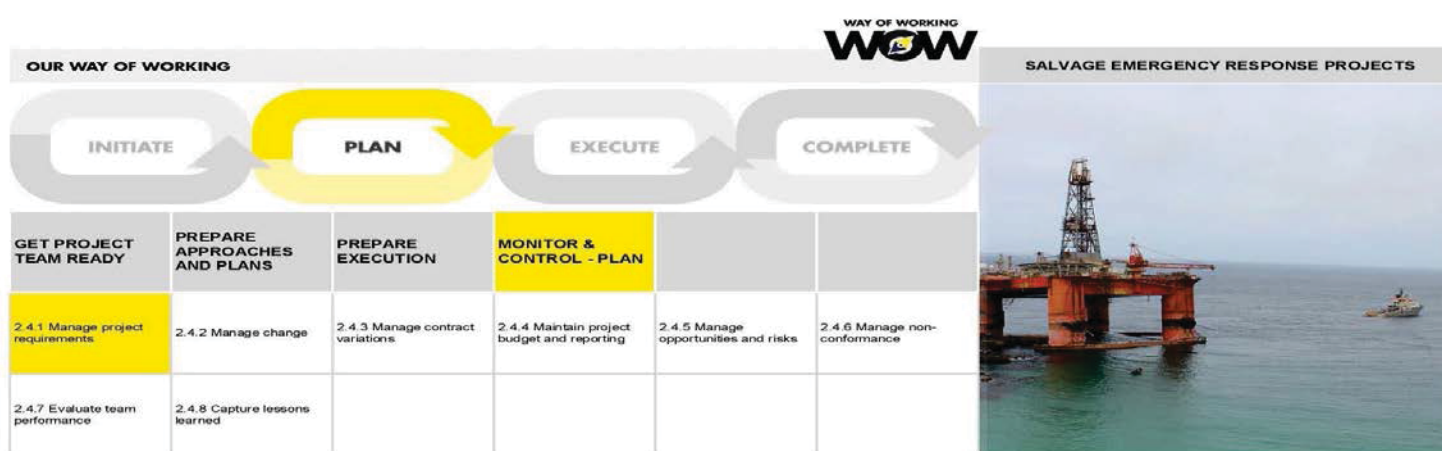 WAY OF WORKING
WOW
OUR WAY OF WORKING
SALVAGE EMERGENCY RESPONSE PROJECTS
INITIATE
PLAN
EXECUTE
COMPLETE
GET PROJECT
TEAM READY
PREPARE
APPROACHES
AND PLANS
PREPARE
EXECUTION
MONITOR &
CONTROL - PLAN
2.4.1 Manage project
requirements
2.4.2 Manage change
2.4.3 Manage contract
variations
2.4.4 Maintain project
budget and reporting
2.4.5 Manage
opportunities and risks
2.4.6 Manage non-
conformance
2.4.7 Evaluate team
performance
2.4.8 Capture lessons
learned